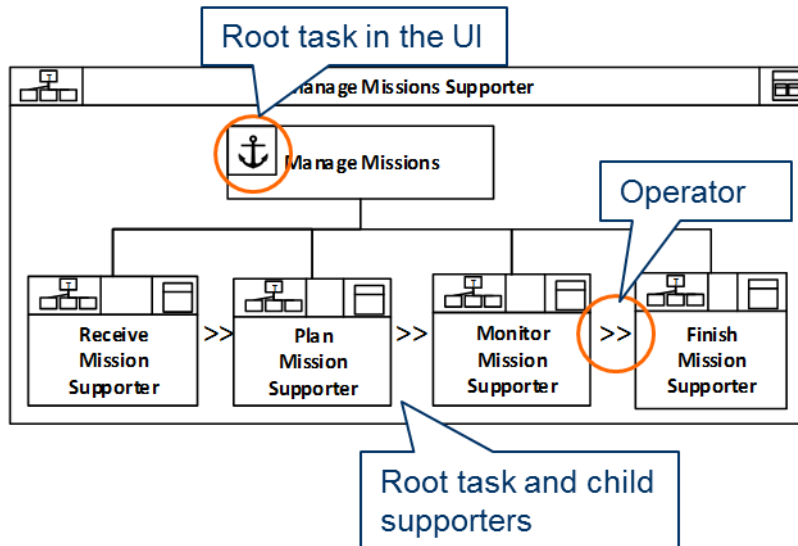 Root task in the UI
Manage Missions Supporter
Manage Missions
Operator
T
T
T
T
T
Receive
Mission
Supporter
>>
Plan
Mission
Supporter
>>
Monitor
Mission
Supporter
>>
Finish
Mission
Supporter
Root task and child
supporters